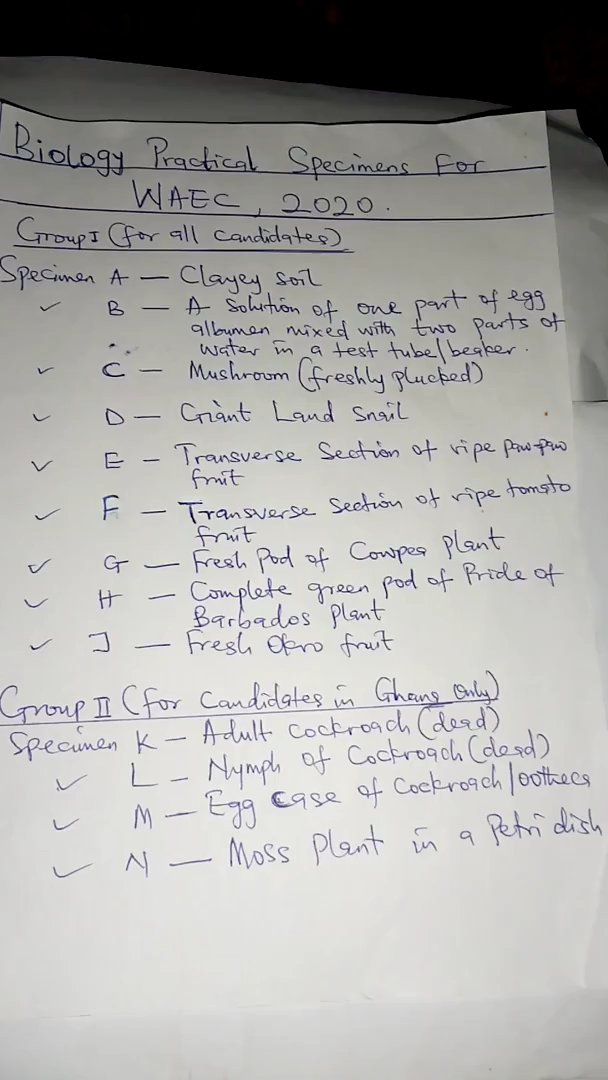 Biology Practical Specimens For
WAEC, 2020.
Group I (for all candidates)
Specimen A — Clayey soil
✓ B — A Solution of one part of egg
albumen mixed with two parts of
water in a test tube/beaker.
✓ C — Mushroom (freshly plucked)
✓ D — Giant Land Snail
✓ E — Transverse Section of ripe paw-paw
fruit
✓ F — Transverse section of ripe tomato
fruit
✓ G — Fresh Pod of Cowpea plant
✓ H — Complete green pod of Pride of
Barbados plant
✓ J — Fresh Okro fruit
Group II (for Candidates in Ghana Only)
Specimen K — Adult Cockroach (dead)
✓ L — Nymph of Cockroach (dead)
✓ M — Egg case of Cockroach/ootheca
✓ N — Moss Plant in a Petri dish